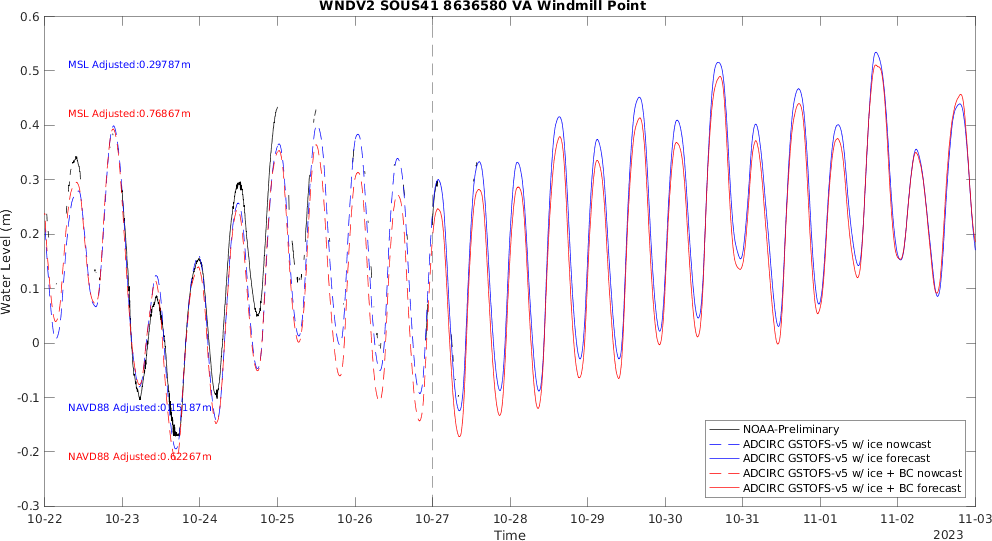 WNDV2 SOUS41 8636580 VA Windmill Point
0.6
0.5
0.4
0.3
0.2
0.1
0
-0.1
-0.2
-0.3
Water Level (m)
MSL Adjusted:0.29787m
MSL Adjusted:0.76867m
NAVD88 Adjusted:0.15187m
NAVD88 Adjusted:0.62267m
NOAA-Preliminary
ADCIRC GSTOFS-v5 w/ ice nowcast
ADCIRC GSTOFS-v5 w/ ice forecast
ADCIRC GSTOFS-v5 w/ ice + BC nowcast
ADCIRC GSTOFS-v5 w/ ice + BC forecast
10-22 10-23 10-24 10-25 10-26 10-27 10-28 10-29 10-30 10-31 11-01 11-02 11-03
Time
2023